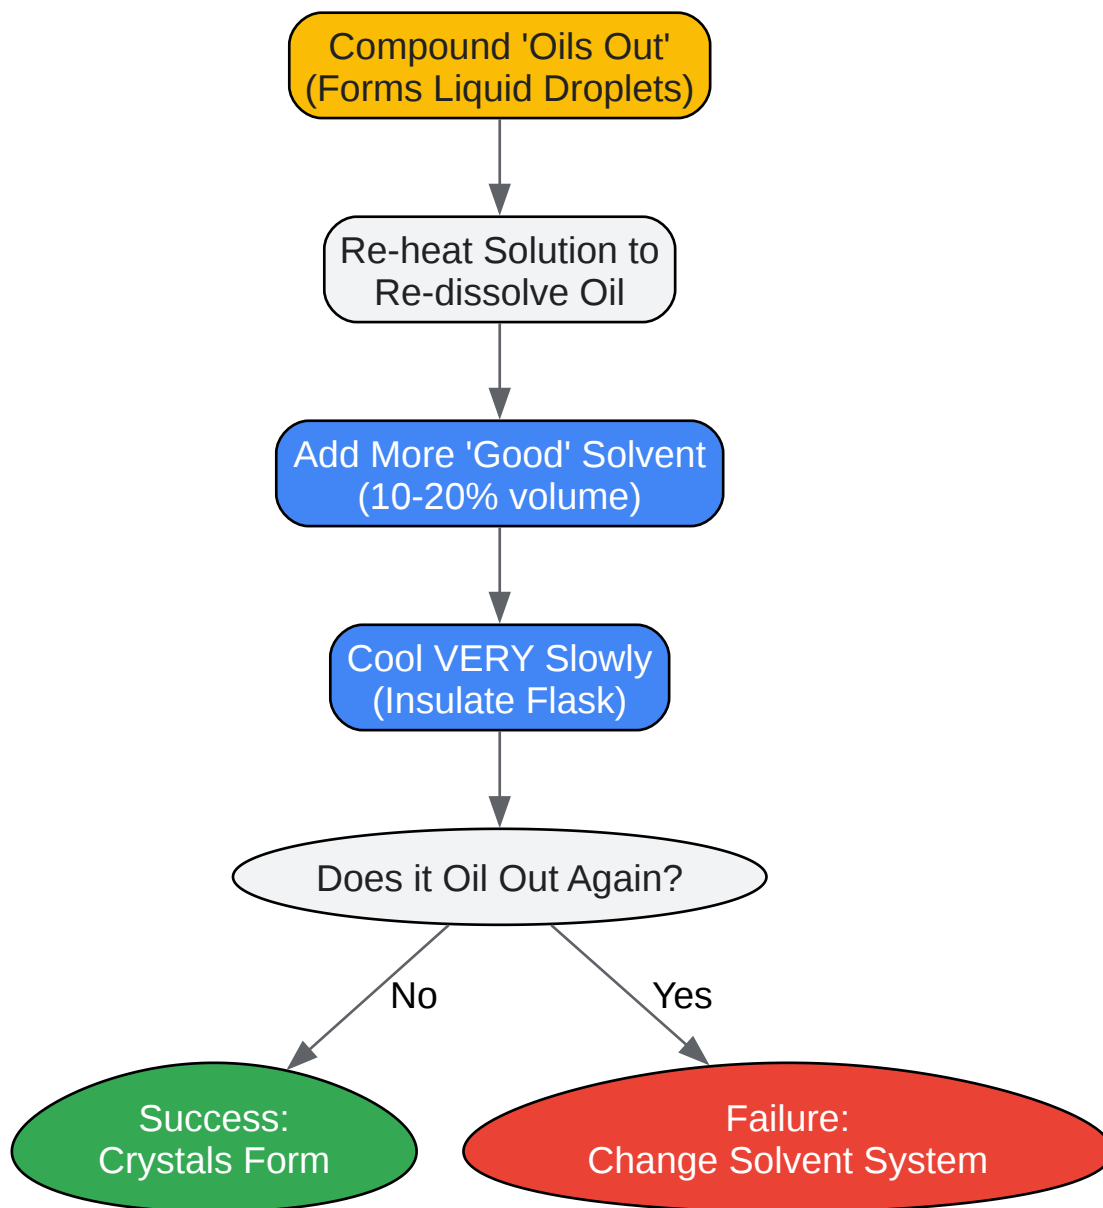 Compound 'Oils Out'
(Forms Liquid Droplets)
Re-heat Solution to
Re-dissolve Oil
Add More 'Good' Solvent
(10-20% volume)
Cool VERY Slowly
(Insulate Flask)
Does it Oil Out Again?
No
Yes
Success:
Crystals Form
Failure:
Change Solvent System